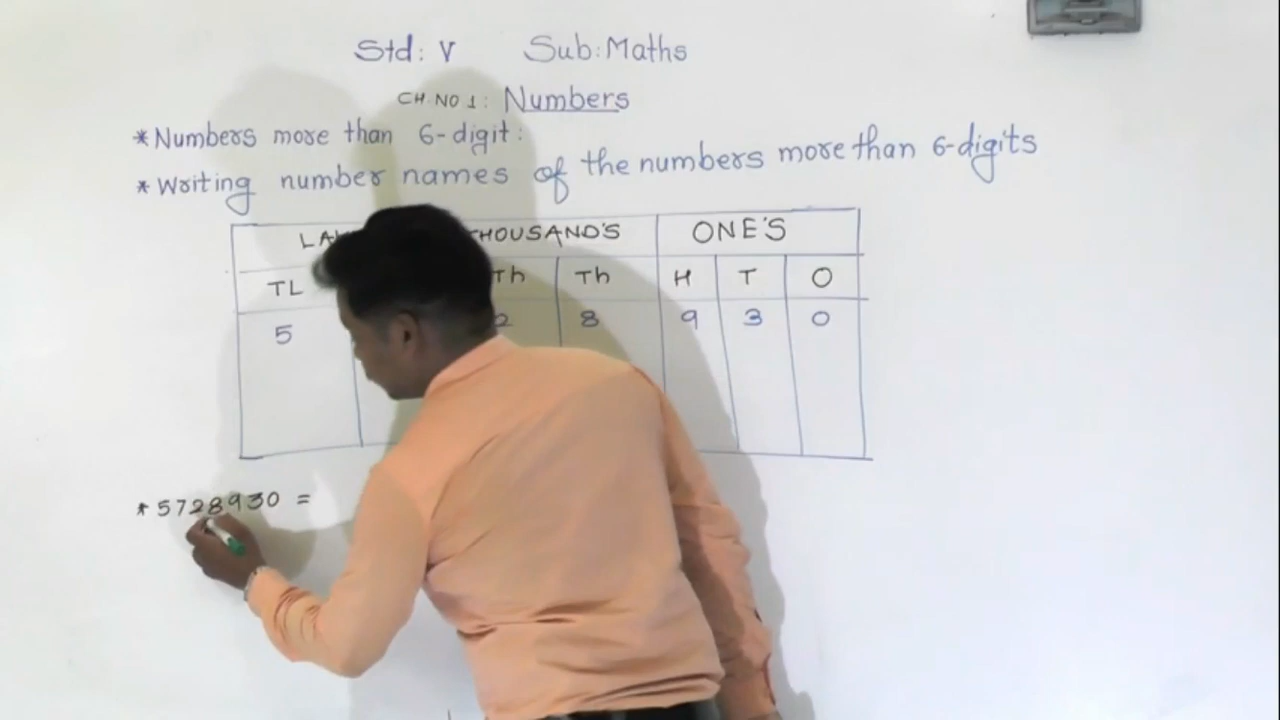 Std: V Sub: Maths
CH. NO 1: Numbers
*Numbers more than 6-digit:
*Writing number names of the numbers more than 6-digits
ONE'S
TL Th H T O
5 2 8 9 3 0
* 5728930 =